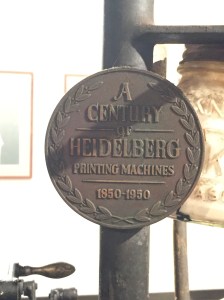 A
CENTURY
OF
HEIDELBERG
PRINTING MACHINES
1850-1950